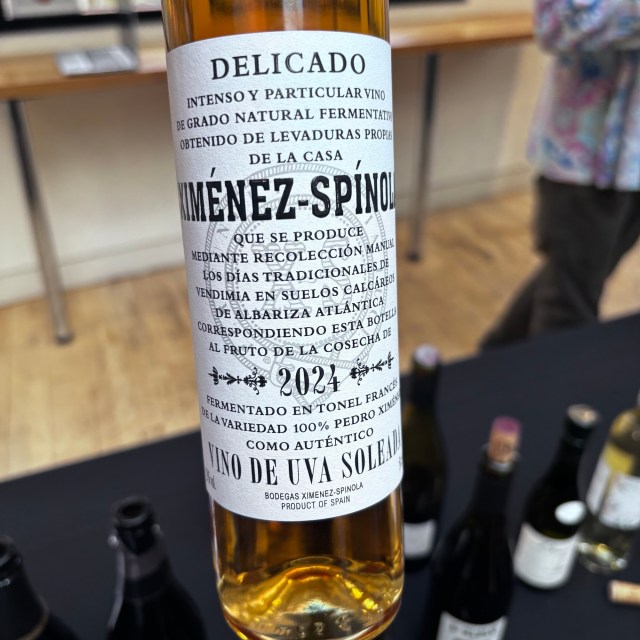 DELICADO
INTENSO Y PARTICULAR VINO
DE GRADO NATURAL FERMENTATIVO
OBTENIDO DE LEVADURAS PROPIAS
DE LA CASA
XIMÉNEZ-SPÍNOLA
QUE SE PRODUCE
MEDIANTE RECOLECCIÓN MANUAL
LOS DÍAS TRADICIONALES DE
VENDIMIA EN SUELOS CALCÁREOS
DE ALBARIZA ATLÁNTICA
CORRESPONDIENDO ESTA BOTELLA
AL FRUTO DE LA COSECHA DE
2024
FERMENTADO EN TONEL FRANCÉS
DE LA VARIEDAD 100% PEDRO XIMÉNEZ
COMO AUTÉNTICO
VINO DE UVA SOLEADA
BODEGAS XIMENEZ-SPINOLA
PRODUCT OF SPAIN